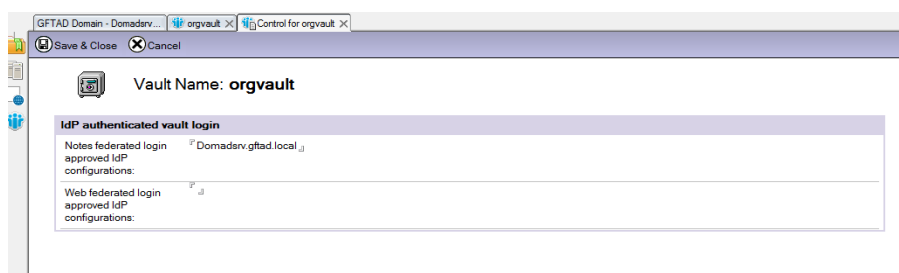 GFTAD Domain - Domadsrv... orgvault Control for orgvault
Save & Close Cancel
Vault Name: orgvault
IdP authenticated vault login
Notes federated login Domadsrv.gftad.local
approved IdP
configurations:
Web federated login
approved IdP
configurations: